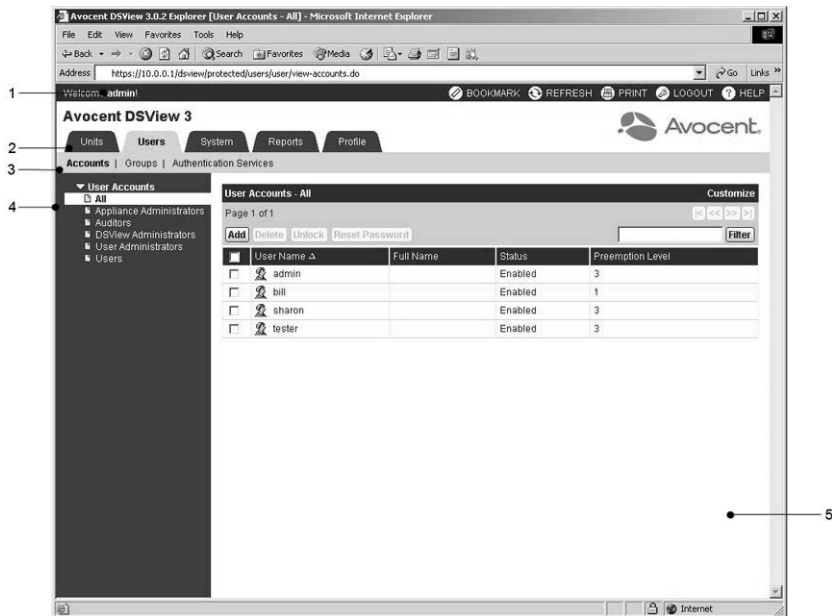 Avocent DSView 3.0.2 Explorer [User Accounts - All] - Microsoft Internet Explorer
File Edit View Favorites Tools Help
Back Search Favorites Media
Address https://10.0.0.1/dsview/protected/users/user/view-accounts.do Go Links »
1
Welcom admin! BOOKMARK REFRESH PRINT LOGOUT ? HELP
Avocent DSView 3
Avocent.
2
Units Users System Reports Profile
3
Accounts | Groups | Authentication Services
4
User Accounts
All
Appliance Administrators
Auditors
DSView Administrators
User Administrators
Users
User Accounts - All Customize
Page 1 of 1 |< << >> >|
Add Delete Unlock Reset Password Filter
User Name Full Name Status Preemption Level
admin Enabled 3
bill Enabled 1
sharon Enabled 3
tester Enabled 3
5
Internet